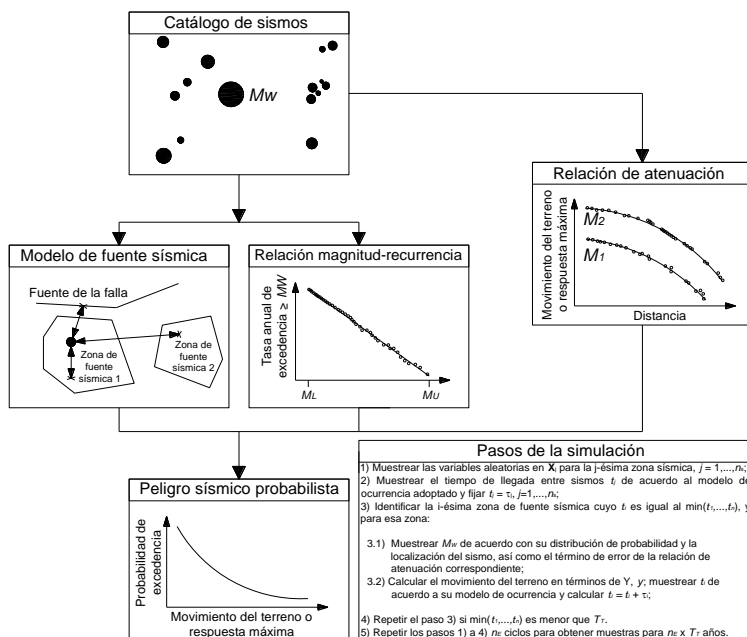 Catálogo de sismos
Mw
Relación de atenuación
Movimiento del terreno
o respuesta máxima
M2
M1
Distancia
Modelo de fuente sísmica
Fuente de la falla
Zona de
fuente
sísmica 1
Zona de
fuente
sísmica 2
Relación magnitud-recurrencia
Tasa anual de
excedencia ≥ MW
ML
MU
Peligro sísmico probabilista
Probabilidad de
excedencia
Movimiento del terreno o
respuesta máxima
Pasos de la simulación
1) Muestrear las variables aleatorias en Xj para la j-ésima zona sísmica, j = 1,...,ns;
2) Muestrear el tiempo de llegada entre sismos tj de acuerdo al modelo de
ocurrencia adoptado y fijar tj = τj, j=1,...,ns;
3) Identificar la i-ésima zona de fuente sísmica cuyo ti es igual al min(t1,...,tn), y
para esa zona:
3.1) Muestrear Mw de acuerdo con su distribución de probabilidad y la
localización del sismo, así como el término de error de la relación de
atenuación correspondiente;
3.2) Calcular el movimiento del terreno en términos de Y, y; muestrear ti de
acuerdo a su modelo de ocurrencia y calcular ti = ti + τi;
4) Repetir el paso 3) si min(t1,...,tn) es menor que TT.
5) Repetir los pasos 1) a 4) nE ciclos para obtener muestras para nE x TT años.